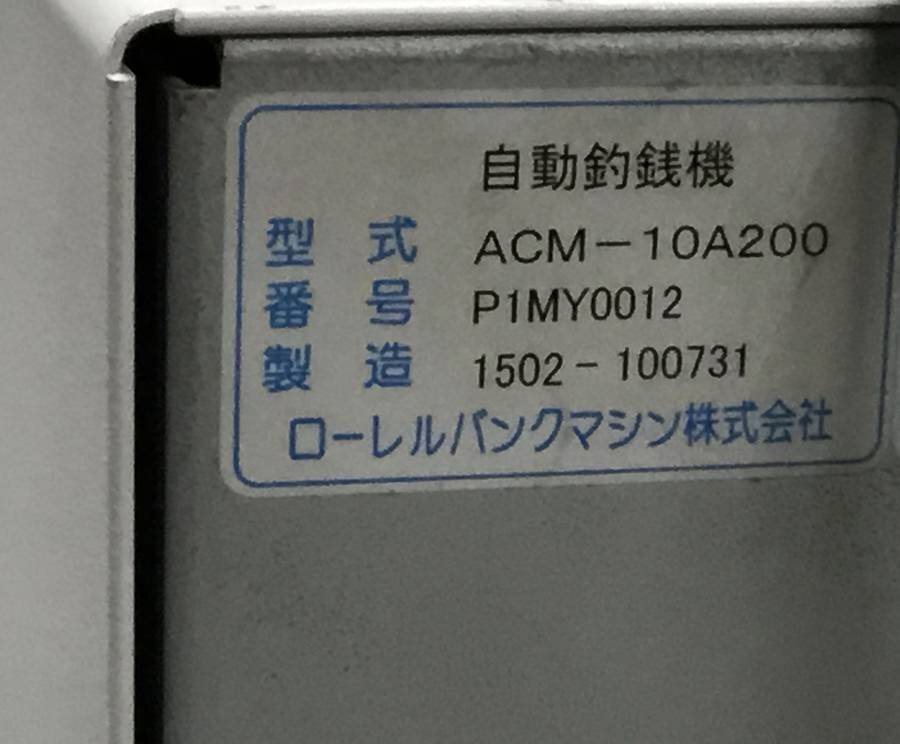 自動釣銭機
型式 ACM－10A200
番号 P1MY0012
製造 1502－100731
ローレルバンクマシン株式会社